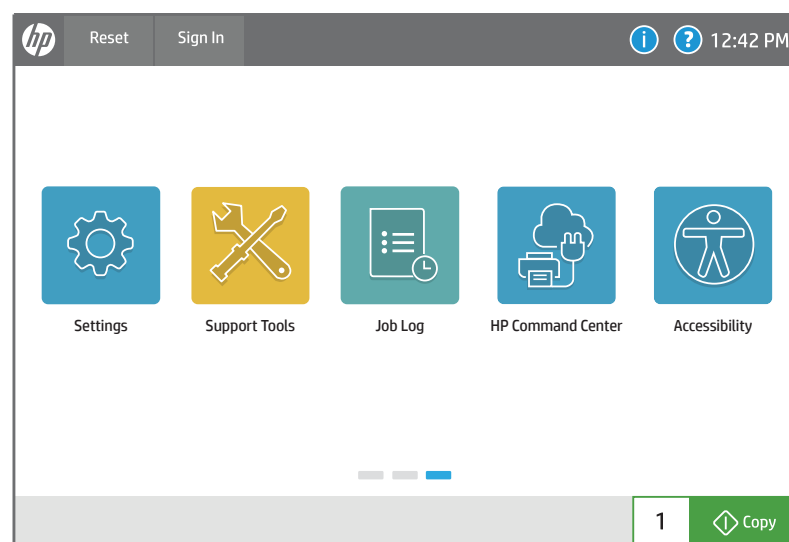 hp Reset Sign In i ? 12:42 PM
Settings Support Tools Job Log HP Command Center Accessibility
1 Copy